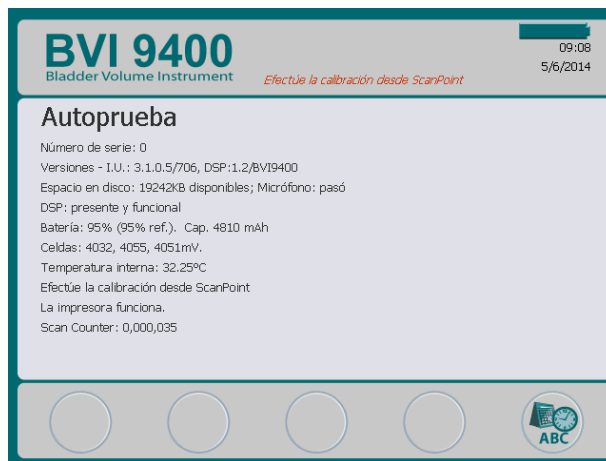 BVI 9400
Bladder Volume Instrument
Efectúe la calibración desde ScanPoint
09:08
5/6/2014
Autoprueba
Número de serie: 0
Versiones - I.U.: 3.1.0.5/706, DSP:1.2/BVI9400
Espacio en disco: 19242KB disponibles; Micrófono: pasó
DSP: presente y funcional
Batería: 95% (95% ref.). Cap. 4810 mAh
Celdas: 4032, 4055, 4051mV.
Temperatura interna: 32.25ºC
Efectúe la calibración desde ScanPoint
La impresora funciona.
Scan Counter: 0,000,035
ABC